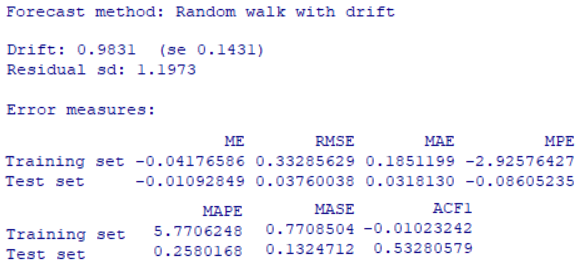 Forecast method: Random walk with drift
Drift: 0.9831  (se 0.1431)
Residual sd: 1.1973
Error measures:
ME RMSE MAE MPE
Training set -0.04176586 0.33285629 0.1851199 -2.92576427
Test set -0.01092849 0.03760038 0.0318130 -0.08605235
MAPE MASE ACF1
Training set 5.7706248 0.7708504 -0.01023242
Test set 0.2580168 0.1324712 0.53280579